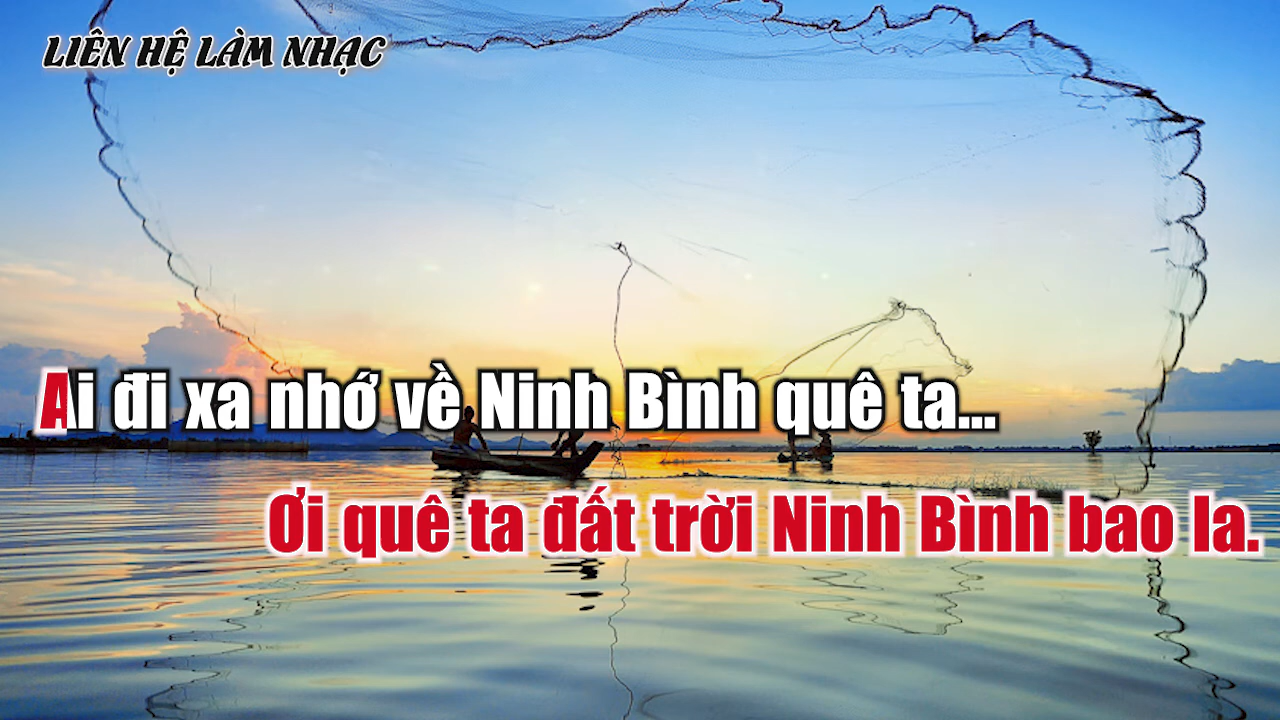 LIÊN HỆ LÀM NHẠC
Ai đi xa nhớ về Ninh Bình quê ta...
Ơi quê ta đất trời Ninh Bình bao la.